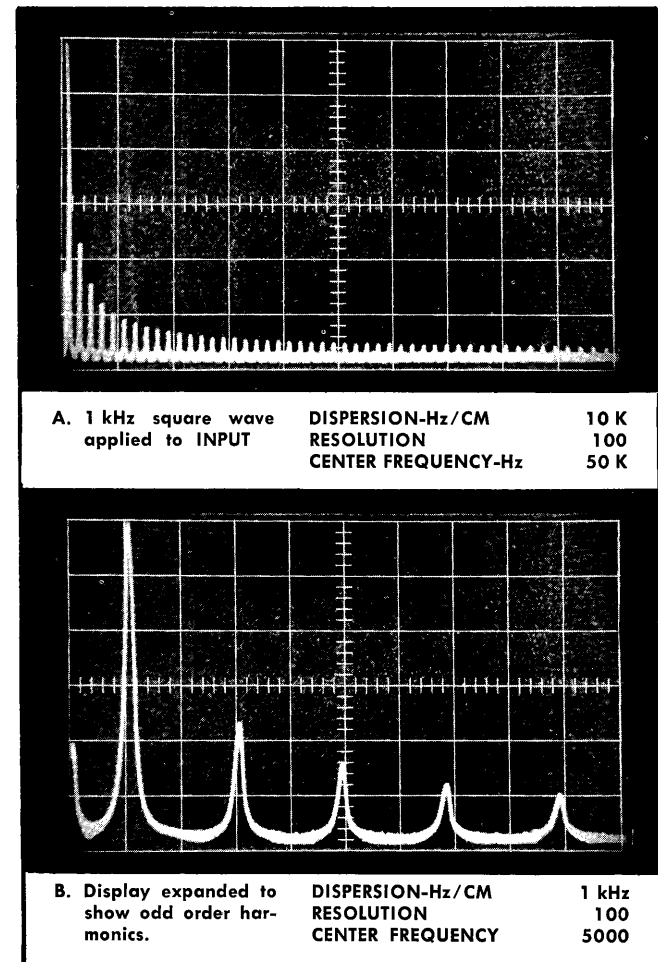 A. 1 kHz square wave DISPERSION-Hz/CM 10 K
applied to INPUT RESOLUTION 100
CENTER FREQUENCY-Hz 50 K
B. Display expanded to DISPERSION-Hz/CM 1 kHz
show odd order har- RESOLUTION 100
monics. CENTER FREQUENCY 5000